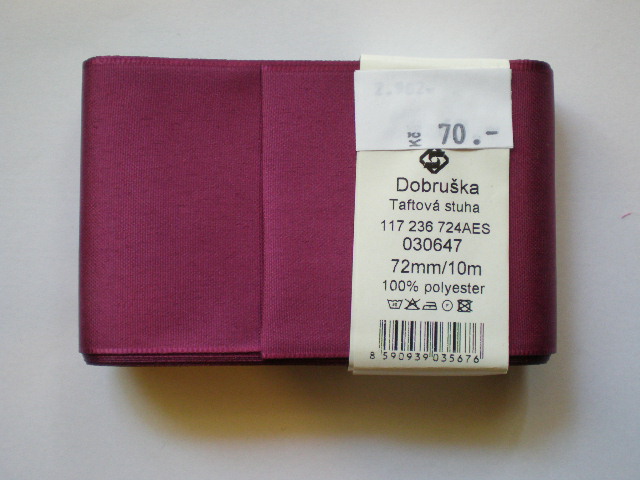 Kč 70.-
Dobruška
Taftová stuha
117 236 724AES
030647
72mm/10m
100% polyester
8 590939 035676